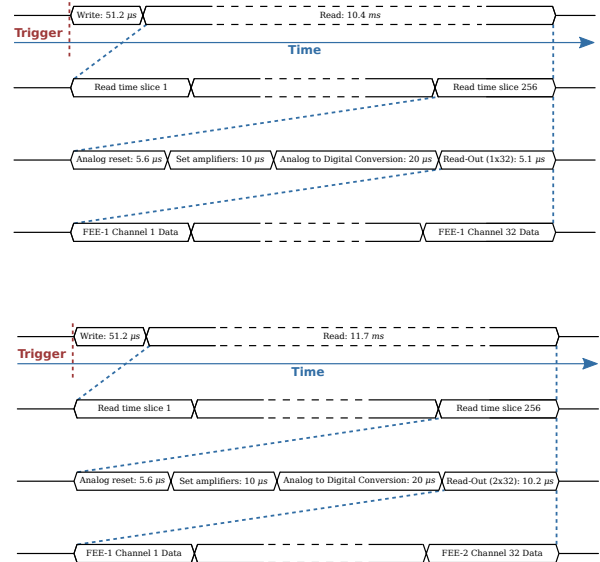 Write: 51.2 μs
Read: 10.4 ms
Trigger
Time
Read time slice 1
Read time slice 256
Analog reset: 5.6 μs
Set amplifiers: 10 μs
Analog to Digital Conversion: 20 μs
Read-Out (1x32): 5.1 μs
FEE-1 Channel 1 Data
FEE-1 Channel 32 Data
Write: 51.2 μs
Read: 11.7 ms
Trigger
Time
Read time slice 1
Read time slice 256
Analog reset: 5.6 μs
Set amplifiers: 10 μs
Analog to Digital Conversion: 20 μs
Read-Out (2x32): 10.2 μs
FEE-1 Channel 1 Data
FEE-2 Channel 32 Data